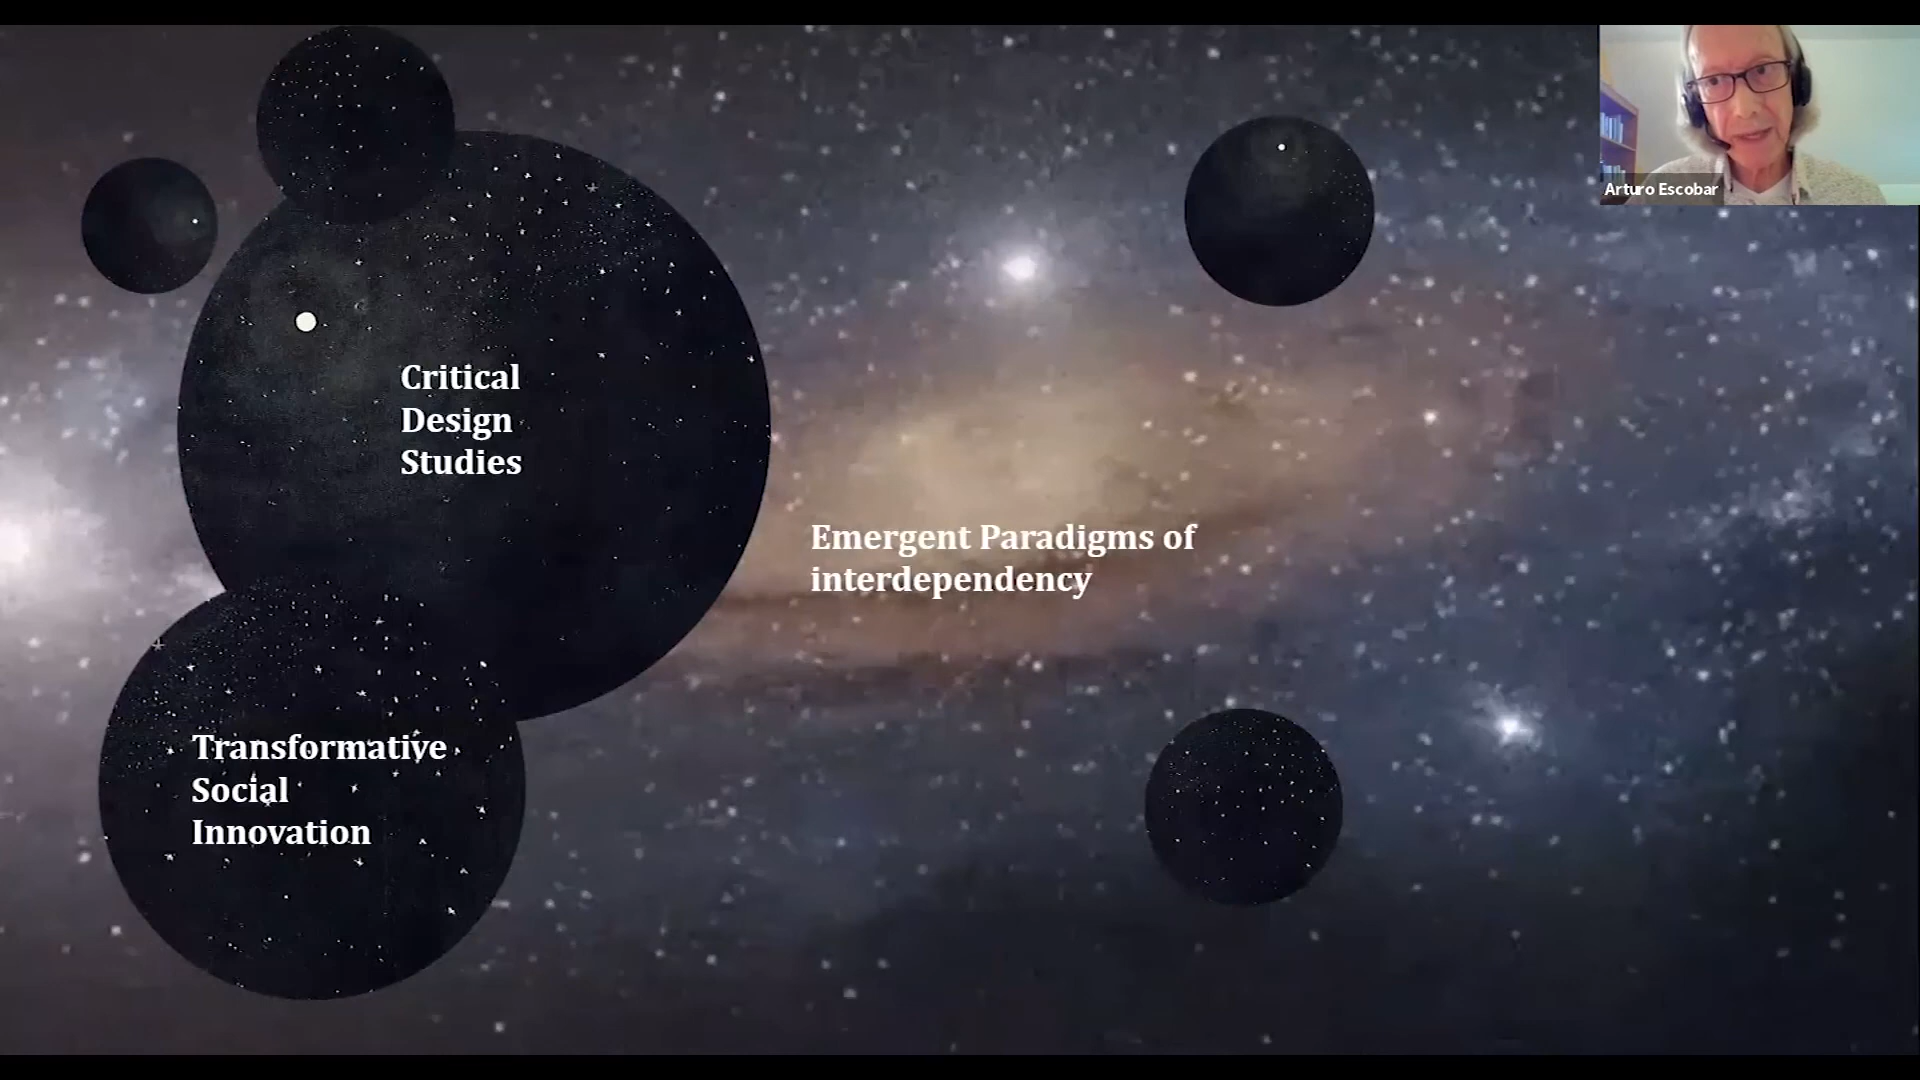 Arturo Escobar
Critical
Design
Studies
Emergent Paradigms of
interdependency
Transformative
Social
Innovation